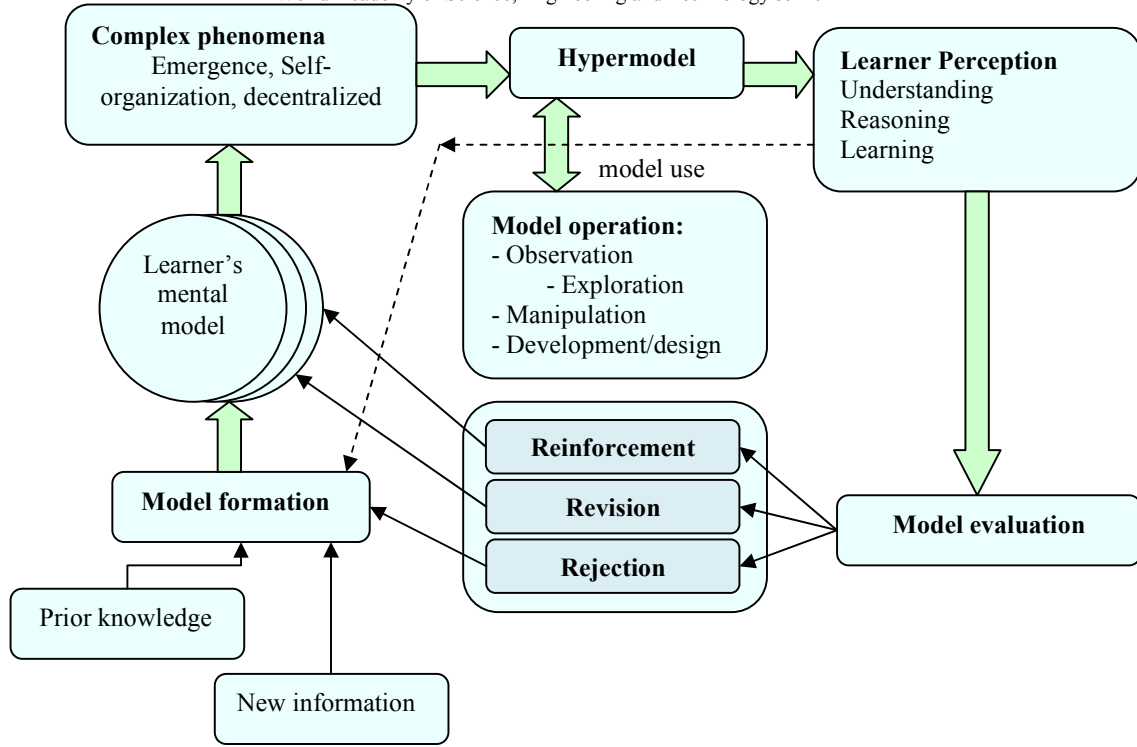 Complex phenomena
Emergence, Self-
organization, decentralized
Hypermodel
Learner Perception
Understanding
Reasoning
Learning
model use
Model operation:
- Observation
- Exploration
- Manipulation
- Development/design
Learner's
mental
model
Reinforcement
Revision
Rejection
Model formation
Model evaluation
Prior knowledge
New information